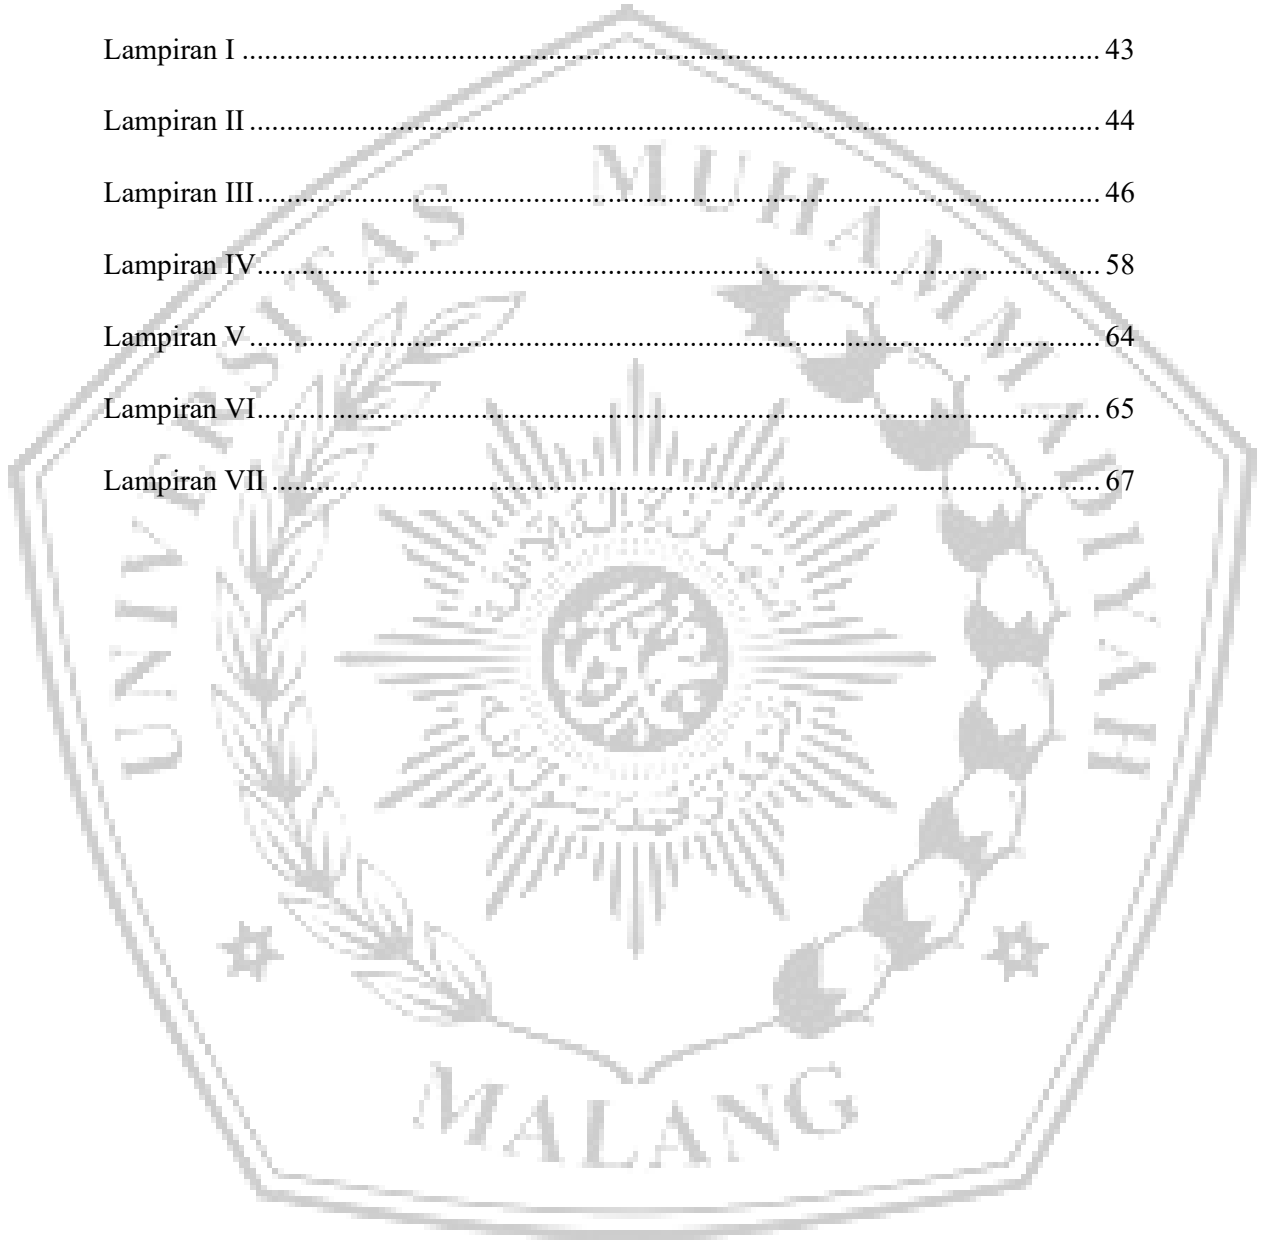 Lampiran I ........................................................................................................................ 43
Lampiran II ....................................................................................................................... 44
Lampiran III ...................................................................................................................... 46
Lampiran IV ...................................................................................................................... 58
Lampiran V ....................................................................................................................... 64
Lampiran VI ...................................................................................................................... 65
Lampiran VII .................................................................................................................... 67
UNIVERSITAS MUHAMMADIYAH
MALANG